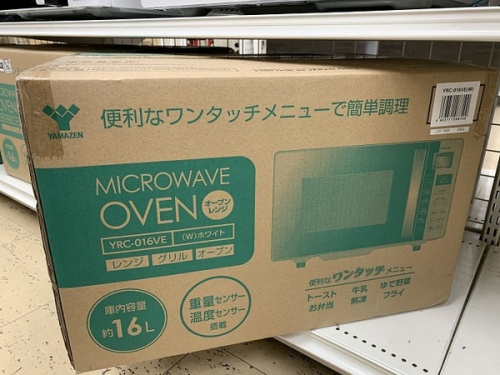 YAMAZEN
便利なワンタッチメニューで簡単調理
YRC-016VE(W)
MICROWAVE
OVEN
オーブン
レンジ
YRC-016VE (W)ホワイト
レンジ グリル オーブン
庫内容量
約16L
重量センサー
温度センサー
搭載
便利なワンタッチメニュー
トースト 牛乳 ゆで野菜
お弁当 解凍 フライ